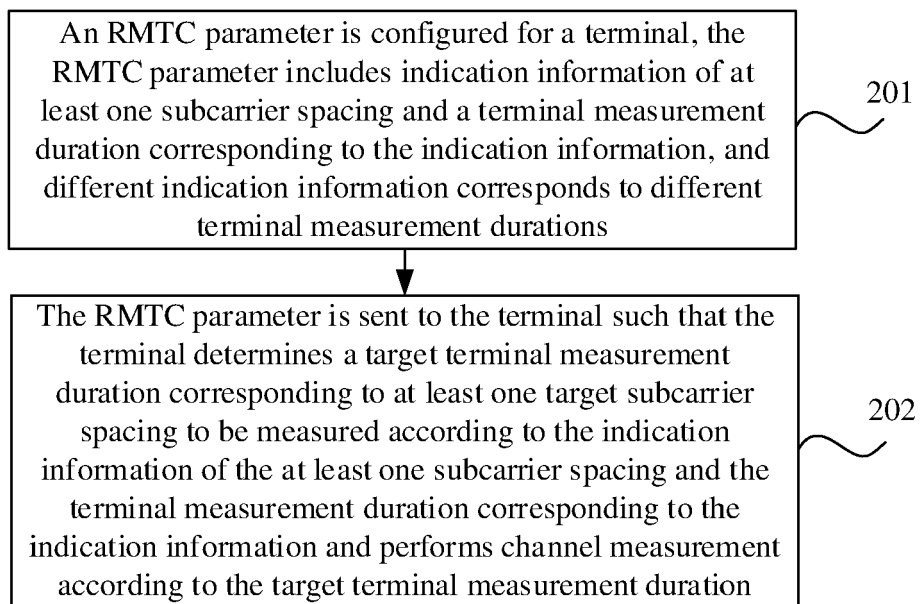 An RMTC parameter is configured for a terminal, the
RMTC parameter includes indication information of at
least one subcarrier spacing and a terminal measurement
duration corresponding to the indication information, and
different indication information corresponds to different
terminal measurement durations
201
The RMTC parameter is sent to the terminal such that the
terminal determines a target terminal measurement
duration corresponding to at least one target subcarrier
spacing to be measured according to the indication
information of the at least one subcarrier spacing and the
terminal measurement duration corresponding to the
indication information and performs channel measurement
according to the target terminal measurement duration
202